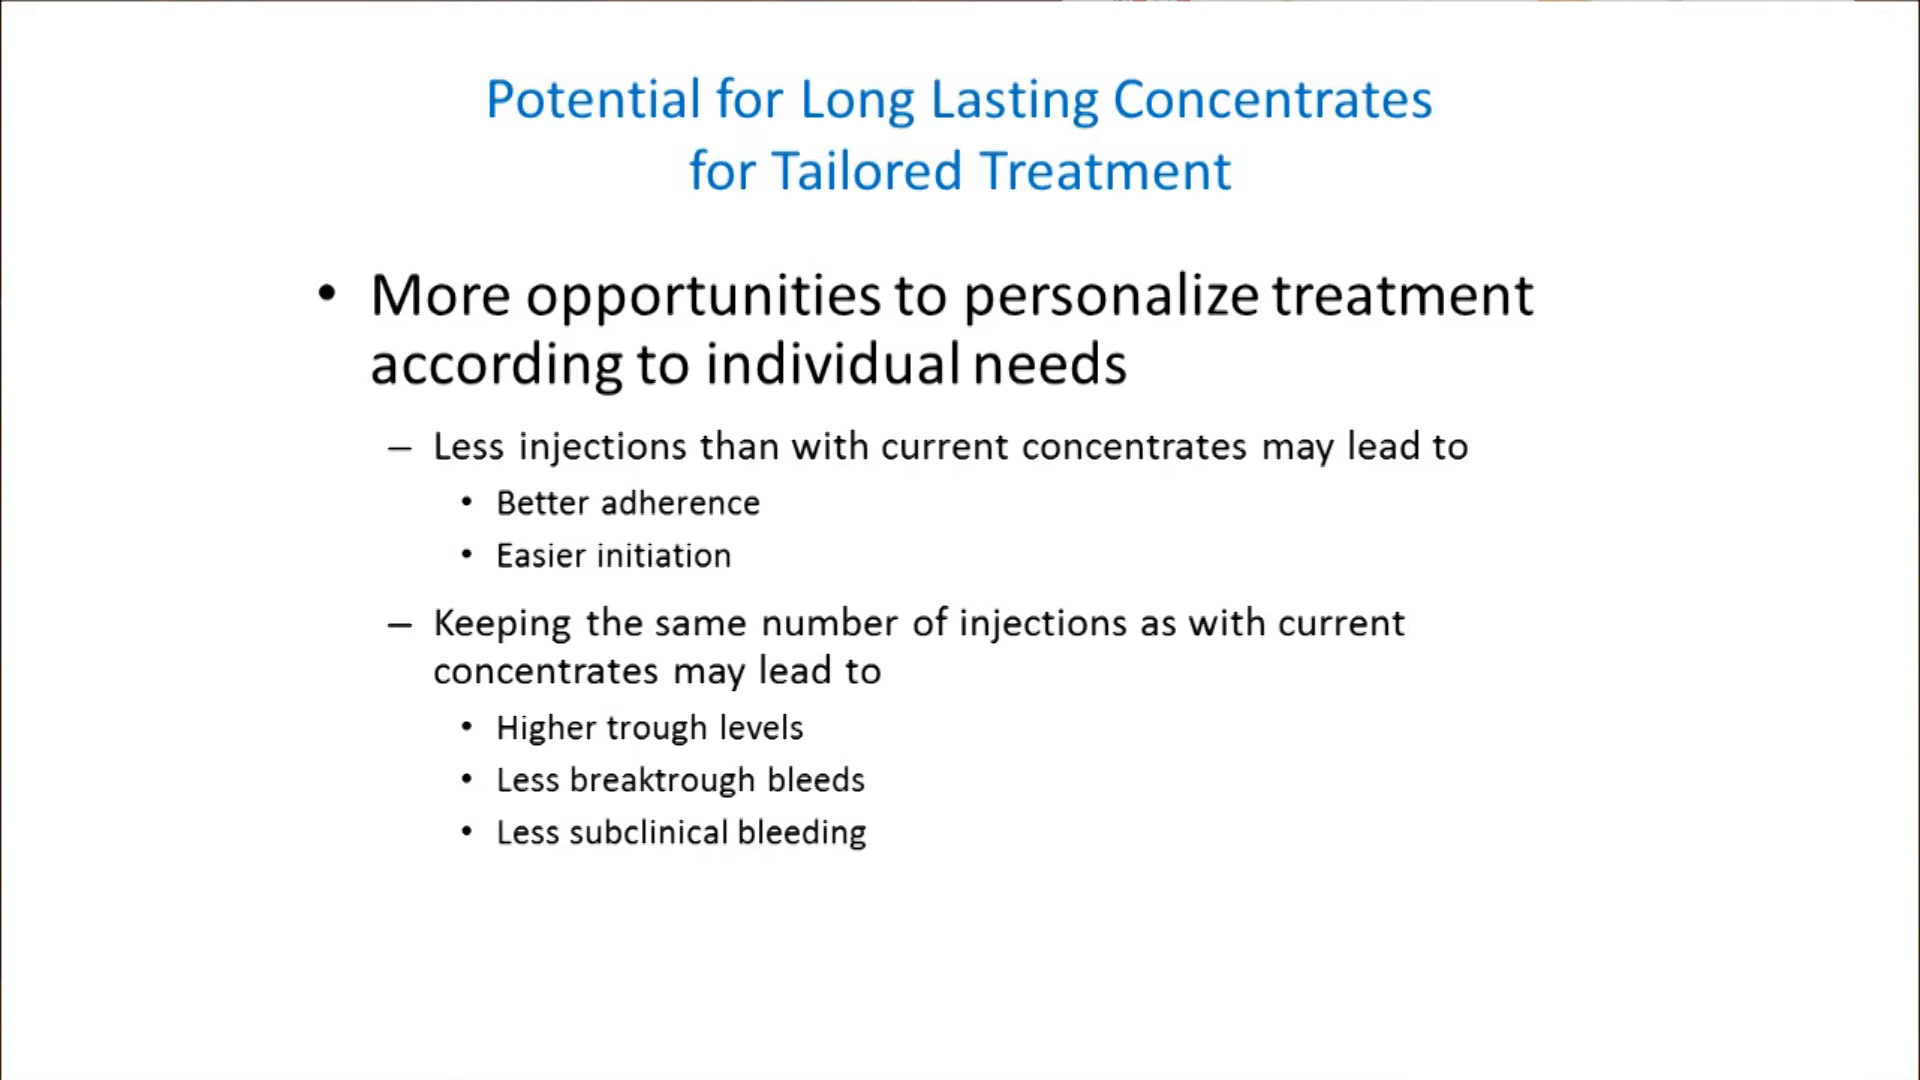 Potential for Long Lasting Concentrates
for Tailored Treatment
• More opportunities to personalize treatment
according to individual needs
– Less injections than with current concentrates may lead to
• Better adherence
• Easier initiation
– Keeping the same number of injections as with current
concentrates may lead to
• Higher trough levels
• Less breaktrough bleeds
• Less subclinical bleeding